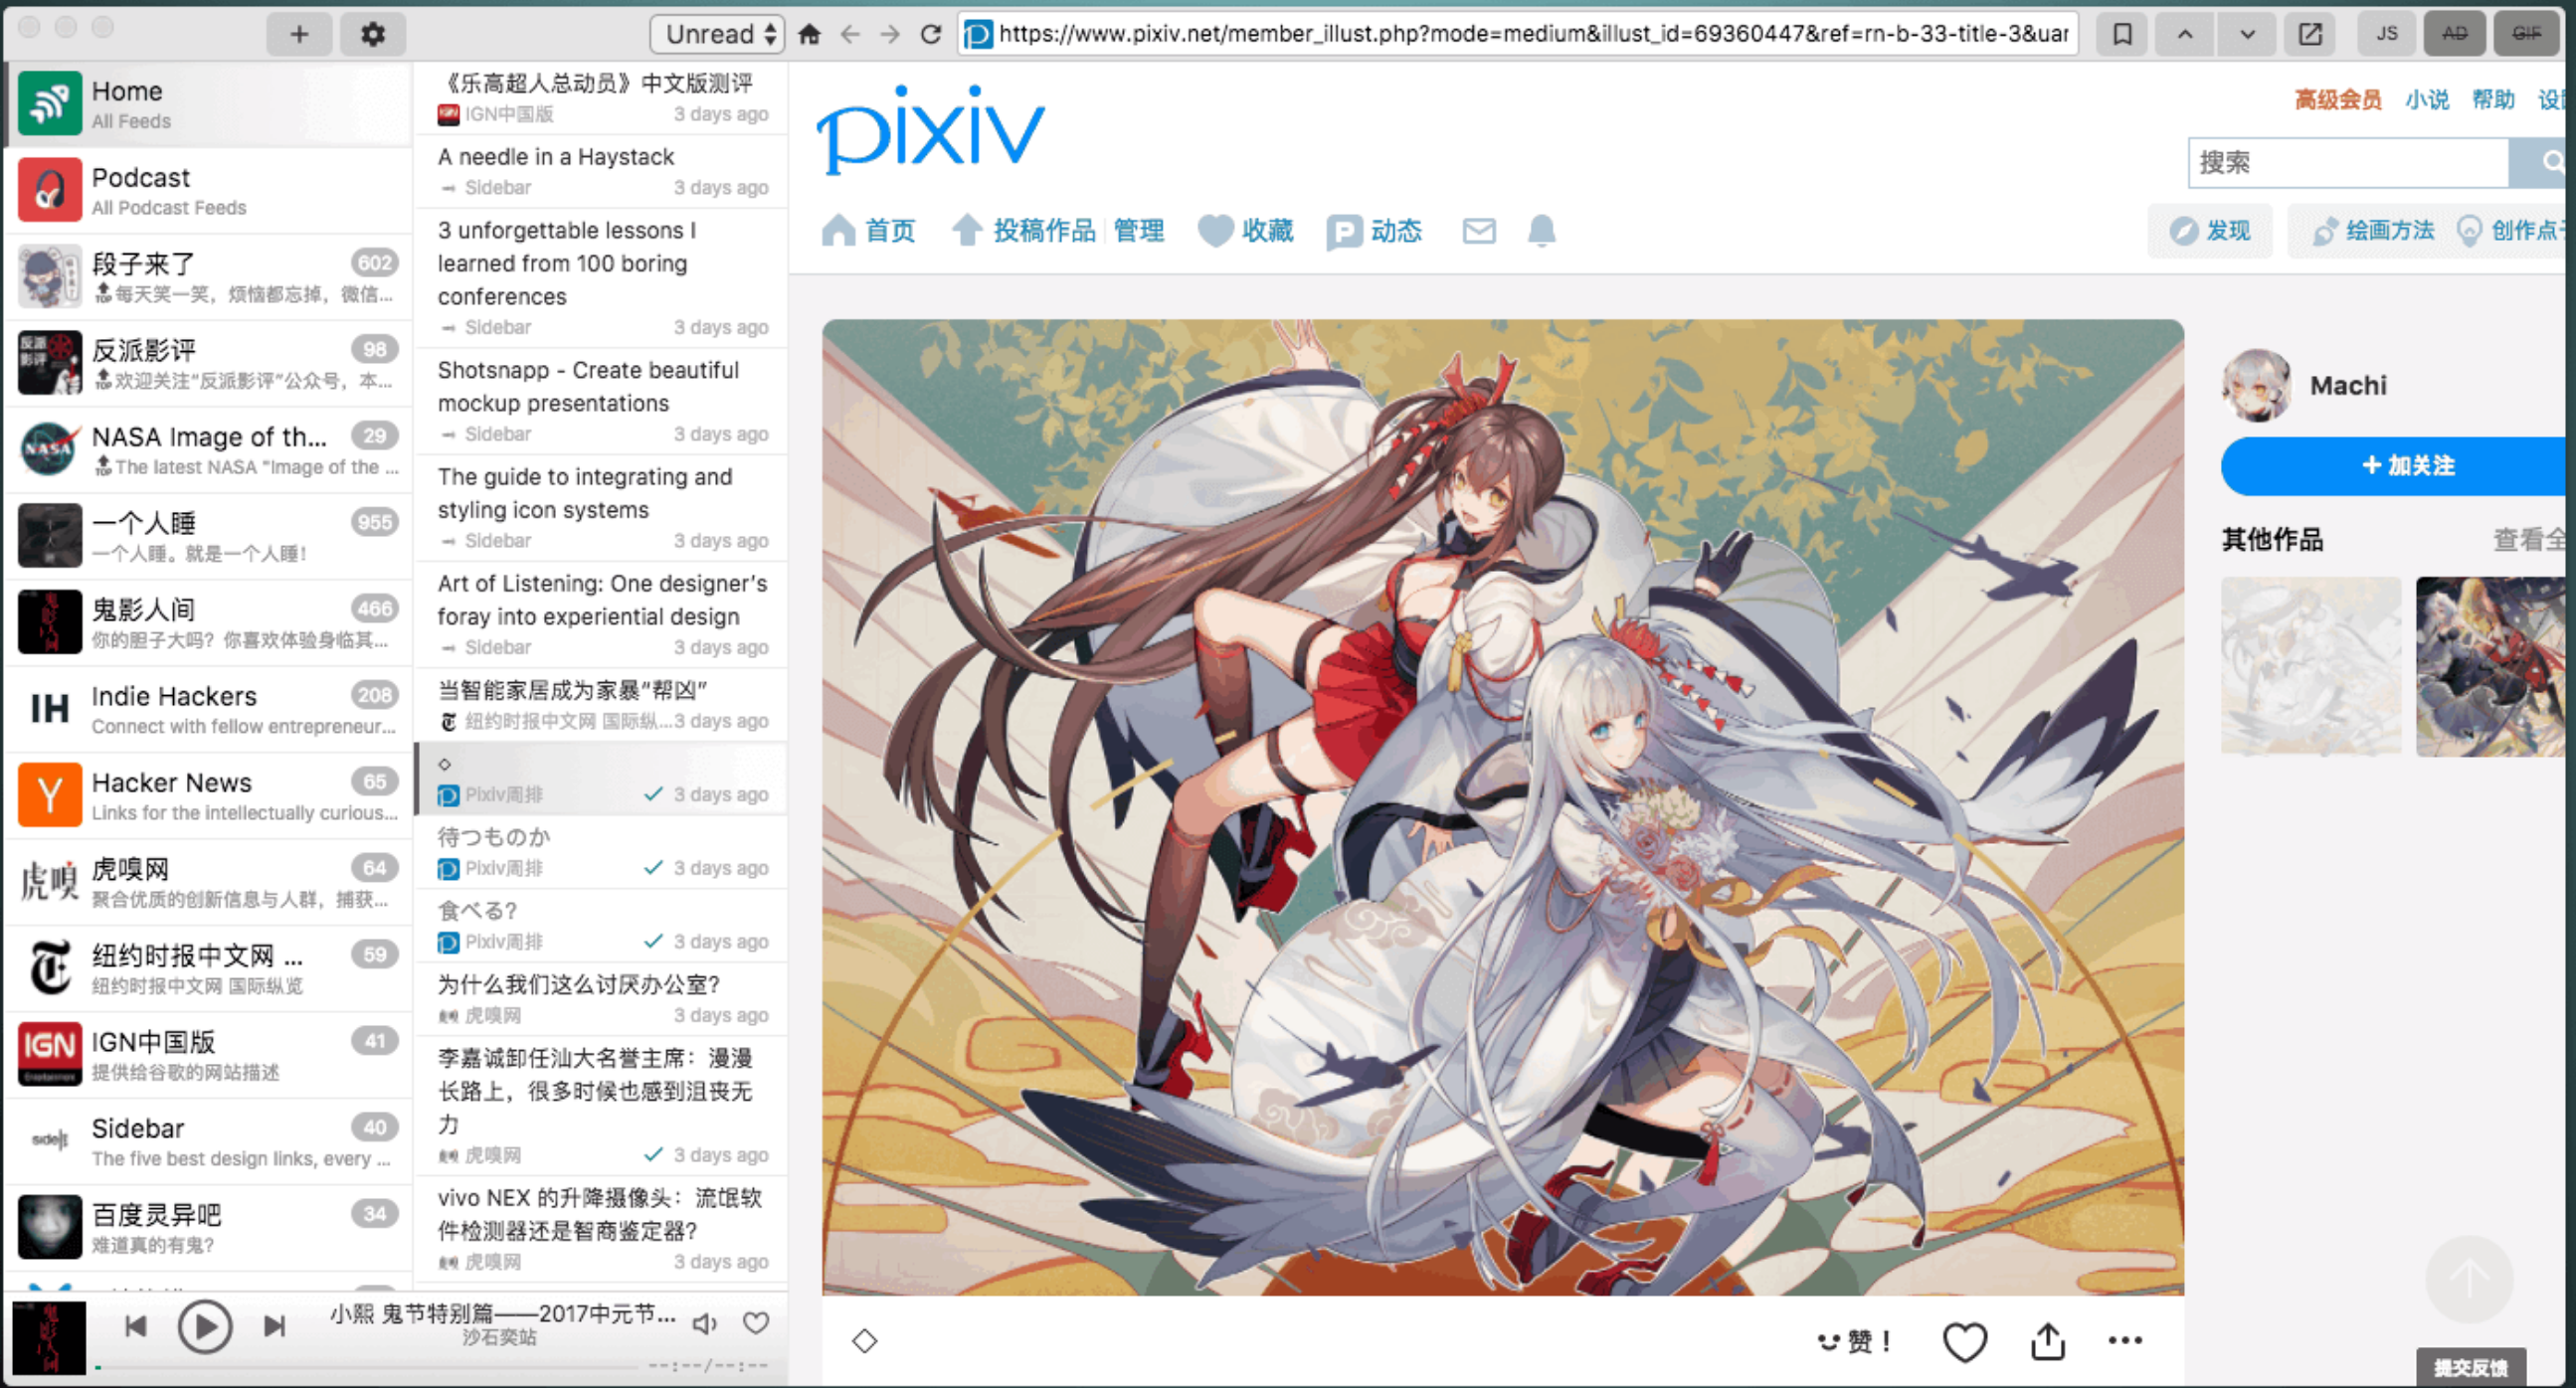 Unread
https://www.pixiv.net/member_illust.php?mode=medium&illust_id=69360447&ref=rn-b-33-title-3&uar
JS
AD
GIF
Home
All Feeds
Podcast
All Podcast Feeds
段子来了
602
TOP 每天笑一笑，烦恼都忘掉，微信...
反派影评
98
TOP 欢迎关注“反派影评”公众号，本...
NASA Image of th...
29
TOP The latest NASA "Image of the ...
一个人睡
955
一个人睡。就是一个人睡！
鬼影人间
466
你的胆子大吗？你喜欢体验身临其...
IH
Indie Hackers
208
Connect with fellow entrepreneur...
Y
Hacker News
65
Links for the intellectually curious...
虎嗅
虎嗅网
64
聚合优质的创新信息与人群，捕获...
纽约时报中文网 ...
59
纽约时报中文网 国际纵览
IGN
IGN中国版
41
提供给谷歌的网站描述
Sidebar
40
The five best design links, every ...
百度灵异吧
34
难道真的有鬼？
小熙 鬼节特别篇——2017中元节...
沙石奕站
--:--/--:--
《乐高超人总动员》中文版测评
IGN中国版
3 days ago
A needle in a Haystack
Sidebar
3 days ago
3 unforgettable lessons I
learned from 100 boring
conferences
Sidebar
3 days ago
Shotsnapp - Create beautiful
mockup presentations
Sidebar
3 days ago
The guide to integrating and
styling icon systems
Sidebar
3 days ago
Art of Listening: One designer's
foray into experiential design
Sidebar
3 days ago
当智能家居成为家暴“帮凶”
纽约时报中文网 国际纵...
3 days ago
◇
Pixiv周排
3 days ago
待つものか
Pixiv周排
3 days ago
食べる?
Pixiv周排
3 days ago
为什么我们这么讨厌办公室？
虎嗅网
3 days ago
李嘉诚卸任汕大名誉主席：漫漫
长路上，很多时候也感到沮丧无
力
虎嗅网
3 days ago
vivo NEX 的升降摄像头：流氓软
件检测器还是智商鉴定器？
虎嗅网
3 days ago
pixiv
高级会员
小说
帮助
设
搜索
首页
投稿作品
管理
收藏
动态
发现
绘画方法
创作点子
Machi
+ 加关注
其他作品
查看全
◇
赞！
提交反馈